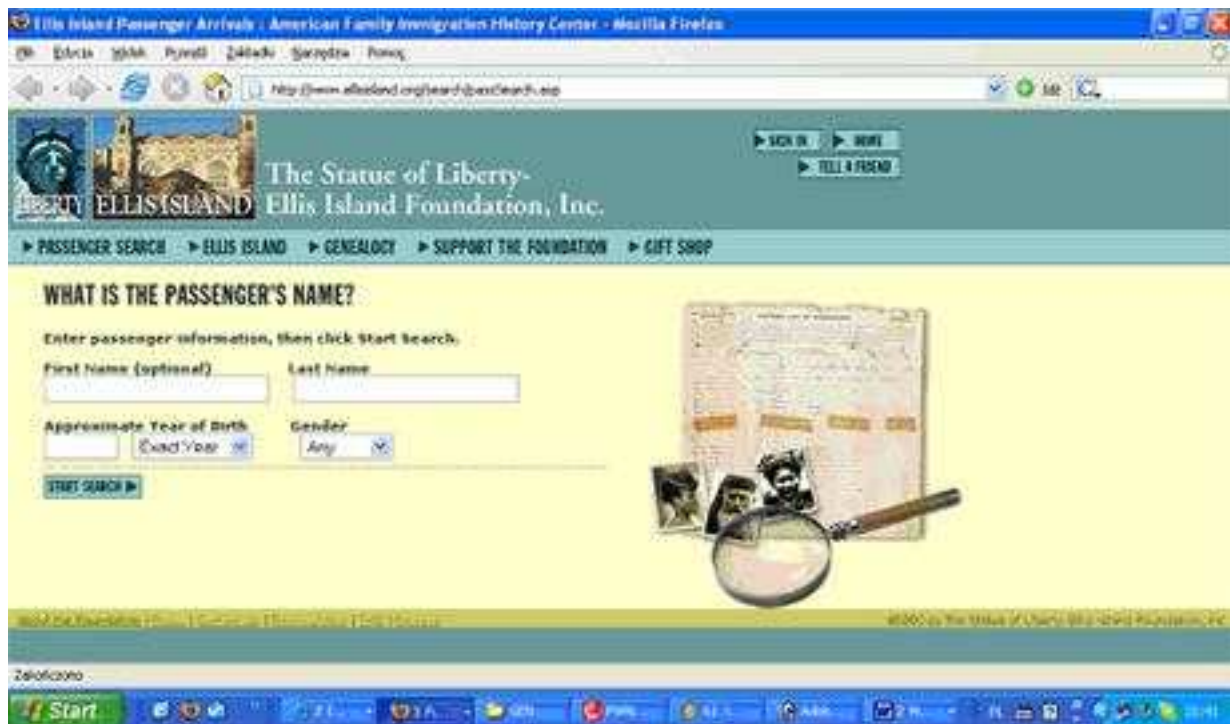 Ellis Island Passenger Arrivals : American Family Immigration History Center - Mozilla Firefox
Plik Edycja Widok Przejdź Zakładki Narzędzia Pomoc
SIGN IN HOME
TELL A FRIEND
LIBERTY ELLIS ISLAND
The Statue of Liberty-
Ellis Island Foundation, Inc.
PASSENGER SEARCH ELLIS ISLAND GENEALOGY SUPPORT THE FOUNDATION GIFT SHOP
WHAT IS THE PASSENGER'S NAME?
Enter passenger information, then click Start Search.
First Name (optional) Last Name
Approximate Year of Birth Gender
Exact Year Any
START SEARCH
About the Foundation
Zakończono
Start